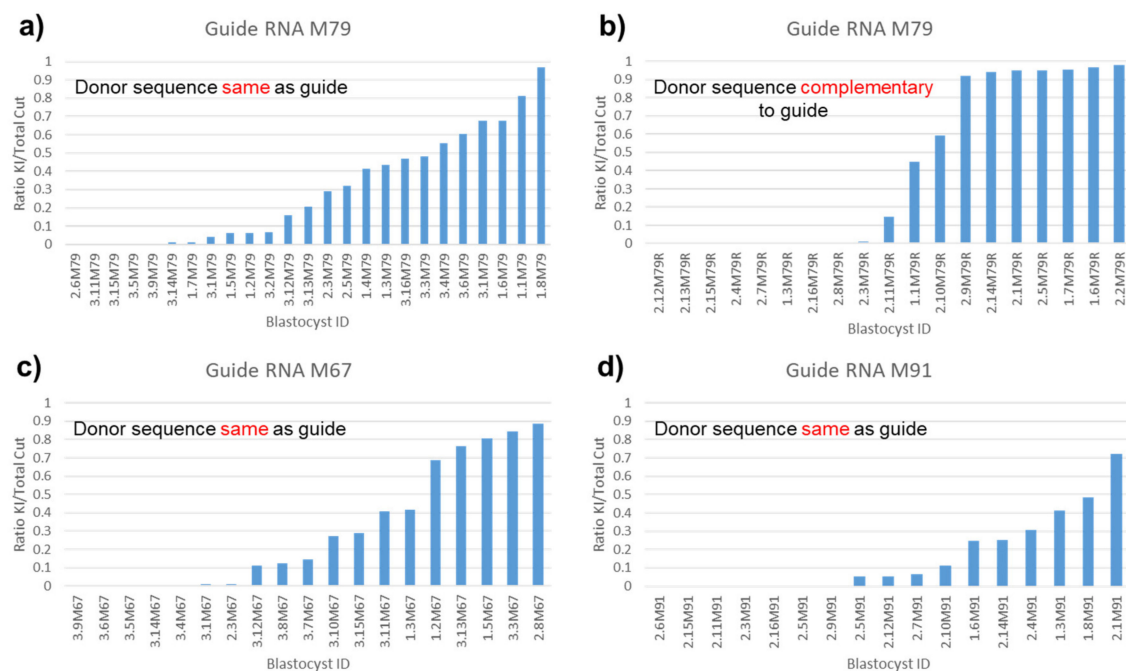 a)
Guide RNA M79
Donor sequence same as guide
Ratio KI/Total Cut
1
0.9
0.8
0.7
0.6
0.5
0.4
0.3
0.2
0.1
0
2.6M79
3.11M79
3.15M79
3.5M79
3.9M79
3.14M79
1.7M79
3.1M79
1.5M79
1.2M79
3.2M79
3.12M79
3.13M79
2.3M79
2.5M79
1.4M79
1.3M79
3.16M79
3.3M79
3.4M79
3.6M79
3.1M79
1.6M79
1.1M79
1.8M79
Blastocyst ID
b)
Guide RNA M79
Donor sequence complementary
to guide
Ratio KI/Total Cut
1
0.9
0.8
0.7
0.6
0.5
0.4
0.3
0.2
0.1
0
2.12M79R
2.13M79R
2.15M79R
2.4M79R
2.7M79R
1.3M79R
2.16M79R
2.8M79R
2.3M79R
2.11M79R
1.1M79R
2.10M79R
2.9M79R
2.14M79R
2.1M79R
2.5M79R
1.7M79R
1.6M79R
2.2M79R
Blastocyst ID
c)
Guide RNA M67
Donor sequence same as guide
Ratio KI/Total Cut
1
0.9
0.8
0.7
0.6
0.5
0.4
0.3
0.2
0.1
0
3.9M67
3.6M67
3.5M67
3.14M67
3.4M67
3.1M67
2.3M67
3.12M67
3.8M67
3.7M67
3.10M67
3.15M67
3.11M67
1.3M67
1.2M67
3.13M67
1.5M67
3.3M67
2.8M67
Blastocyst ID
d)
Guide RNA M91
Donor sequence same as guide
Ratio KI/Total Cut
1
0.9
0.8
0.7
0.6
0.5
0.4
0.3
0.2
0.1
0
2.6M91
2.15M91
2.11M91
2.3M91
2.16M91
2.5M91
2.9M91
2.5M91
2.12M91
2.7M91
2.10M91
1.6M91
2.14M91
2.4M91
1.3M91
1.8M91
2.1M91
Blastocyst ID